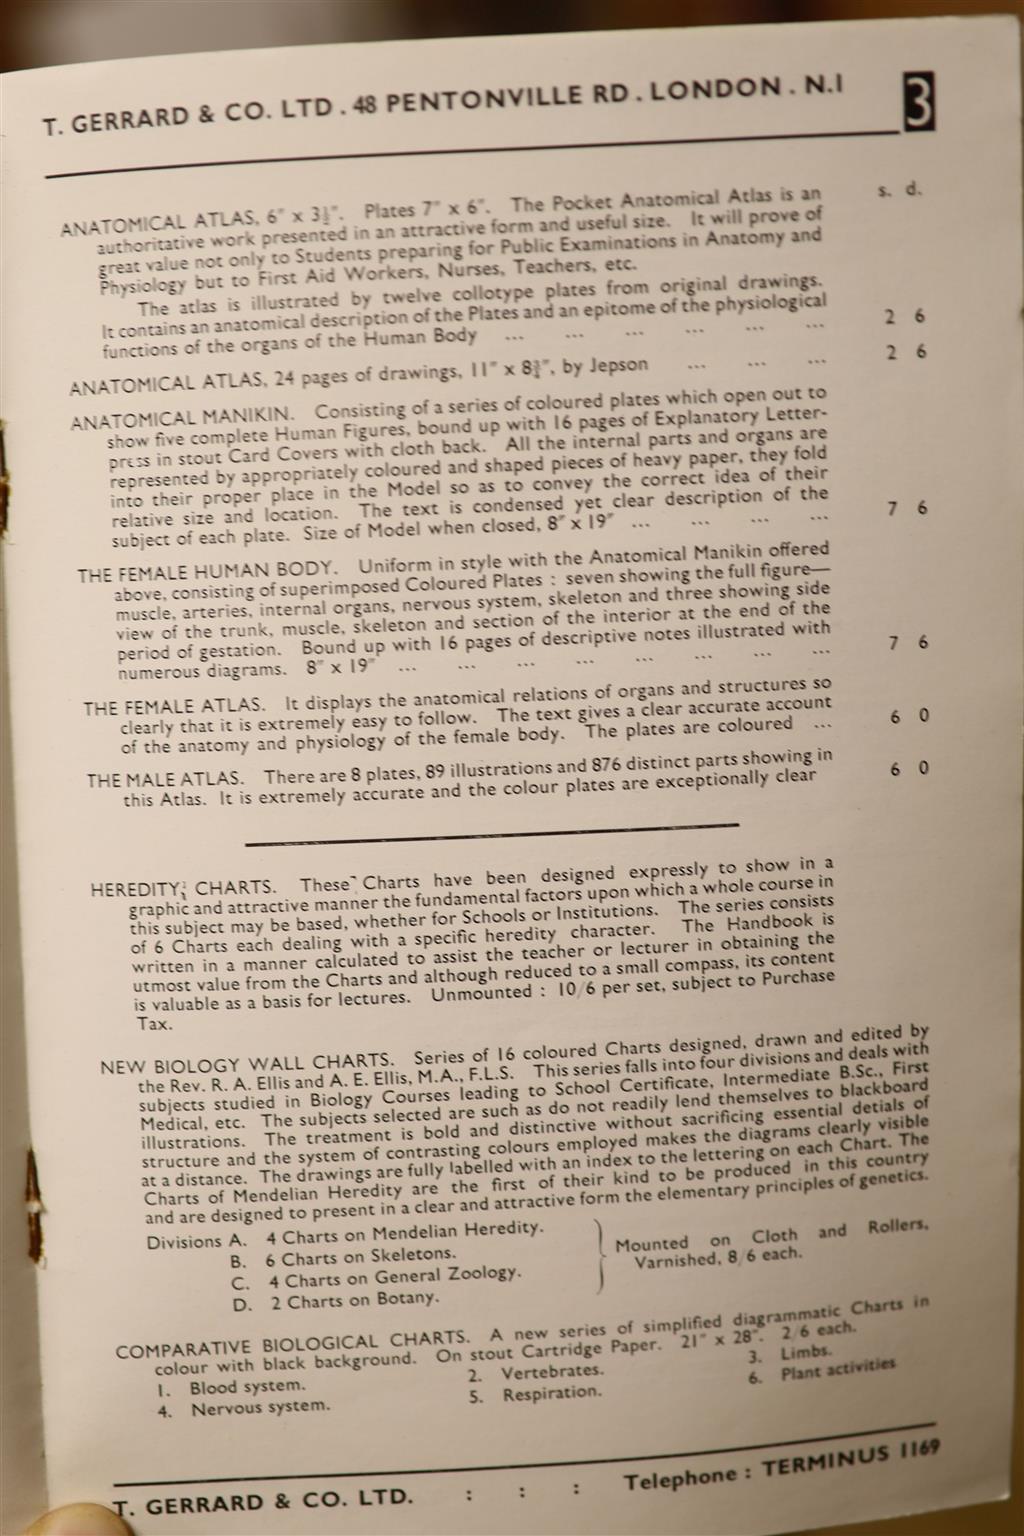 T. GERRARD & CO. LTD . 48 PENTONVILLE RD . LONDON . N.1
3
s. d.
ANATOMICAL ATLAS, 6″ x 3½″. Plates 7″ x 6″. The Pocket Anatomical Atlas is an
authoritative work presented in an attractive form and useful size. It will prove of
great value not only to Students preparing for Public Examinations in Anatomy and
Physiology but to First Aid Workers, Nurses, Teachers, etc.
The atlas is illustrated by twelve collotype plates from original drawings.
It contains an anatomical description of the Plates and an epitome of the physiological
functions of the organs of the Human Body ... ... ... ... ... ... 2 6
ANATOMICAL ATLAS, 24 pages of drawings, 11″ x 8¾″, by Jepson ... ... ... 2 6
ANATOMICAL MANIKIN. Consisting of a series of coloured plates which open out to
show five complete Human Figures, bound up with 16 pages of Explanatory Letter-
press in stout Card Covers with cloth back. All the internal parts and organs are
represented by appropriately coloured and shaped pieces of heavy paper, they fold
into their proper place in the Model so as to convey the correct idea of their
relative size and location. The text is condensed yet clear description of the
subject of each plate. Size of Model when closed, 8″ x 19″ ... ... ... ... 7 6
THE FEMALE HUMAN BODY. Uniform in style with the Anatomical Manikin offered
above, consisting of superimposed Coloured Plates : seven showing the full figure—
muscle, arteries, internal organs, nervous system, skeleton and three showing side
view of the trunk, muscle, skeleton and section of the interior at the end of the
period of gestation. Bound up with 16 pages of descriptive notes illustrated with
numerous diagrams. 8″ x 19″ ... ... ... ... ... ... ... ... 7 6
THE FEMALE ATLAS. It displays the anatomical relations of organs and structures so
clearly that it is extremely easy to follow. The text gives a clear accurate account
of the anatomy and physiology of the female body. The plates are coloured ... 6 0
THE MALE ATLAS. There are 8 plates, 89 illustrations and 876 distinct parts showing in
this Atlas. It is extremely accurate and the colour plates are exceptionally clear 6 0
HEREDITY CHARTS. These Charts have been designed expressly to show in a
graphic and attractive manner the fundamental factors upon which a whole course in
this subject may be based, whether for Schools or Institutions. The series consists
of 6 Charts each dealing with a specific heredity character. The Handbook is
written in a manner calculated to assist the teacher or lecturer in obtaining the
utmost value from the Charts and although reduced to a small compass, its content
is valuable as a basis for lectures. Unmounted : 10/6 per set, subject to Purchase
Tax.
NEW BIOLOGY WALL CHARTS. Series of 16 coloured Charts designed, drawn and edited by
the Rev. R. A. Ellis and A. E. Ellis, M.A., F.L.S. This series falls into four divisions and deals with
subjects studied in Biology Courses leading to School Certificate, Intermediate B.Sc., First
Medical, etc. The subjects selected are such as do not readily lend themselves to blackboard
illustrations. The treatment is bold and distinctive without sacrificing essential detials of
structure and the system of contrasting colours employed makes the diagrams clearly visible
at a distance. The drawings are fully labelled with an index to the lettering on each Chart. The
Charts of Mendelian Heredity are the first of their kind to be produced in this country
and are designed to present in a clear and attractive form the elementary principles of genetics.
Divisions A. 4 Charts on Mendelian Heredity.
B. 6 Charts on Skeletons.
C. 4 Charts on General Zoology.
D. 2 Charts on Botany.
Mounted on Cloth and Rollers,
Varnished, 8/6 each.
COMPARATIVE BIOLOGICAL CHARTS. A new series of simplified diagrammatic Charts in
colour with black background. On stout Cartridge Paper. 21″ x 28″. 2/6 each.
1. Blood system. 2. Vertebrates. 3. Limbs.
4. Nervous system. 5. Respiration. 6. Plant activities
T. GERRARD & CO. LTD. : : : Telephone : TERMINUS 1169